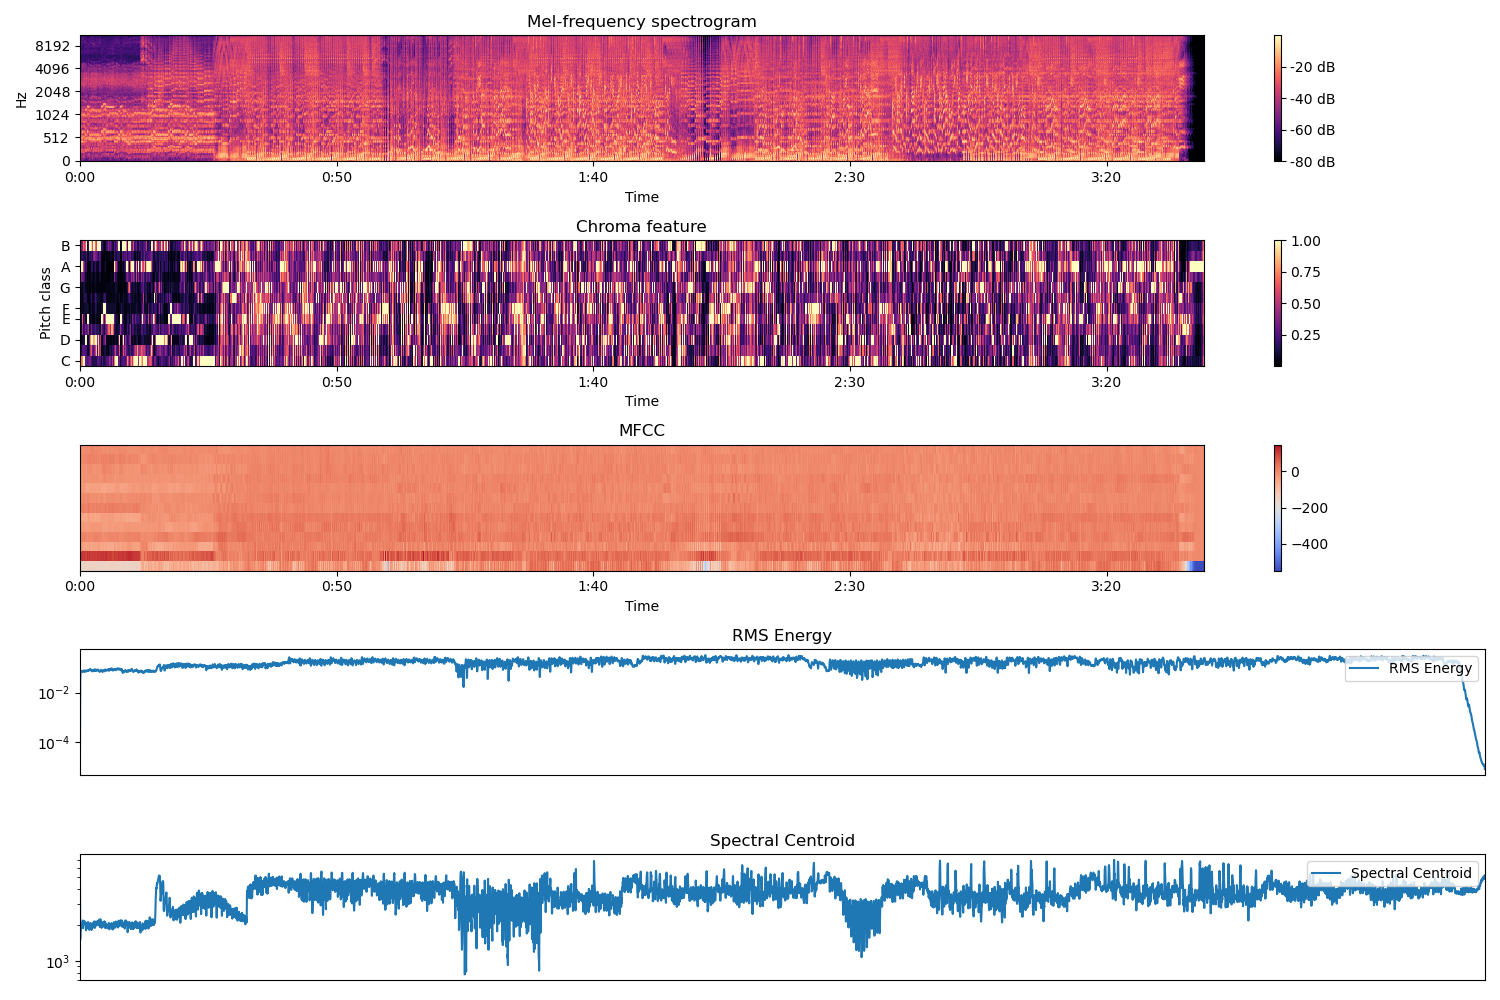 Mel-frequency spectrogram
Hz
8192
4096
2048
1024
512
0
0:00 0:50 1:40 2:30 3:20
Time
-20 dB
-40 dB
-60 dB
-80 dB
Chroma feature
Pitch class
B
A
G
E
E
D
C
0:00 0:50 1:40 2:30 3:20
Time
1.00
0.75
0.50
0.25
MFCC
0:00 0:50 1:40 2:30 3:20
Time
0
−200
−400
RMS Energy
10⁻²
10⁻⁴
RMS Energy
Spectral Centroid
10³
Spectral Centroid